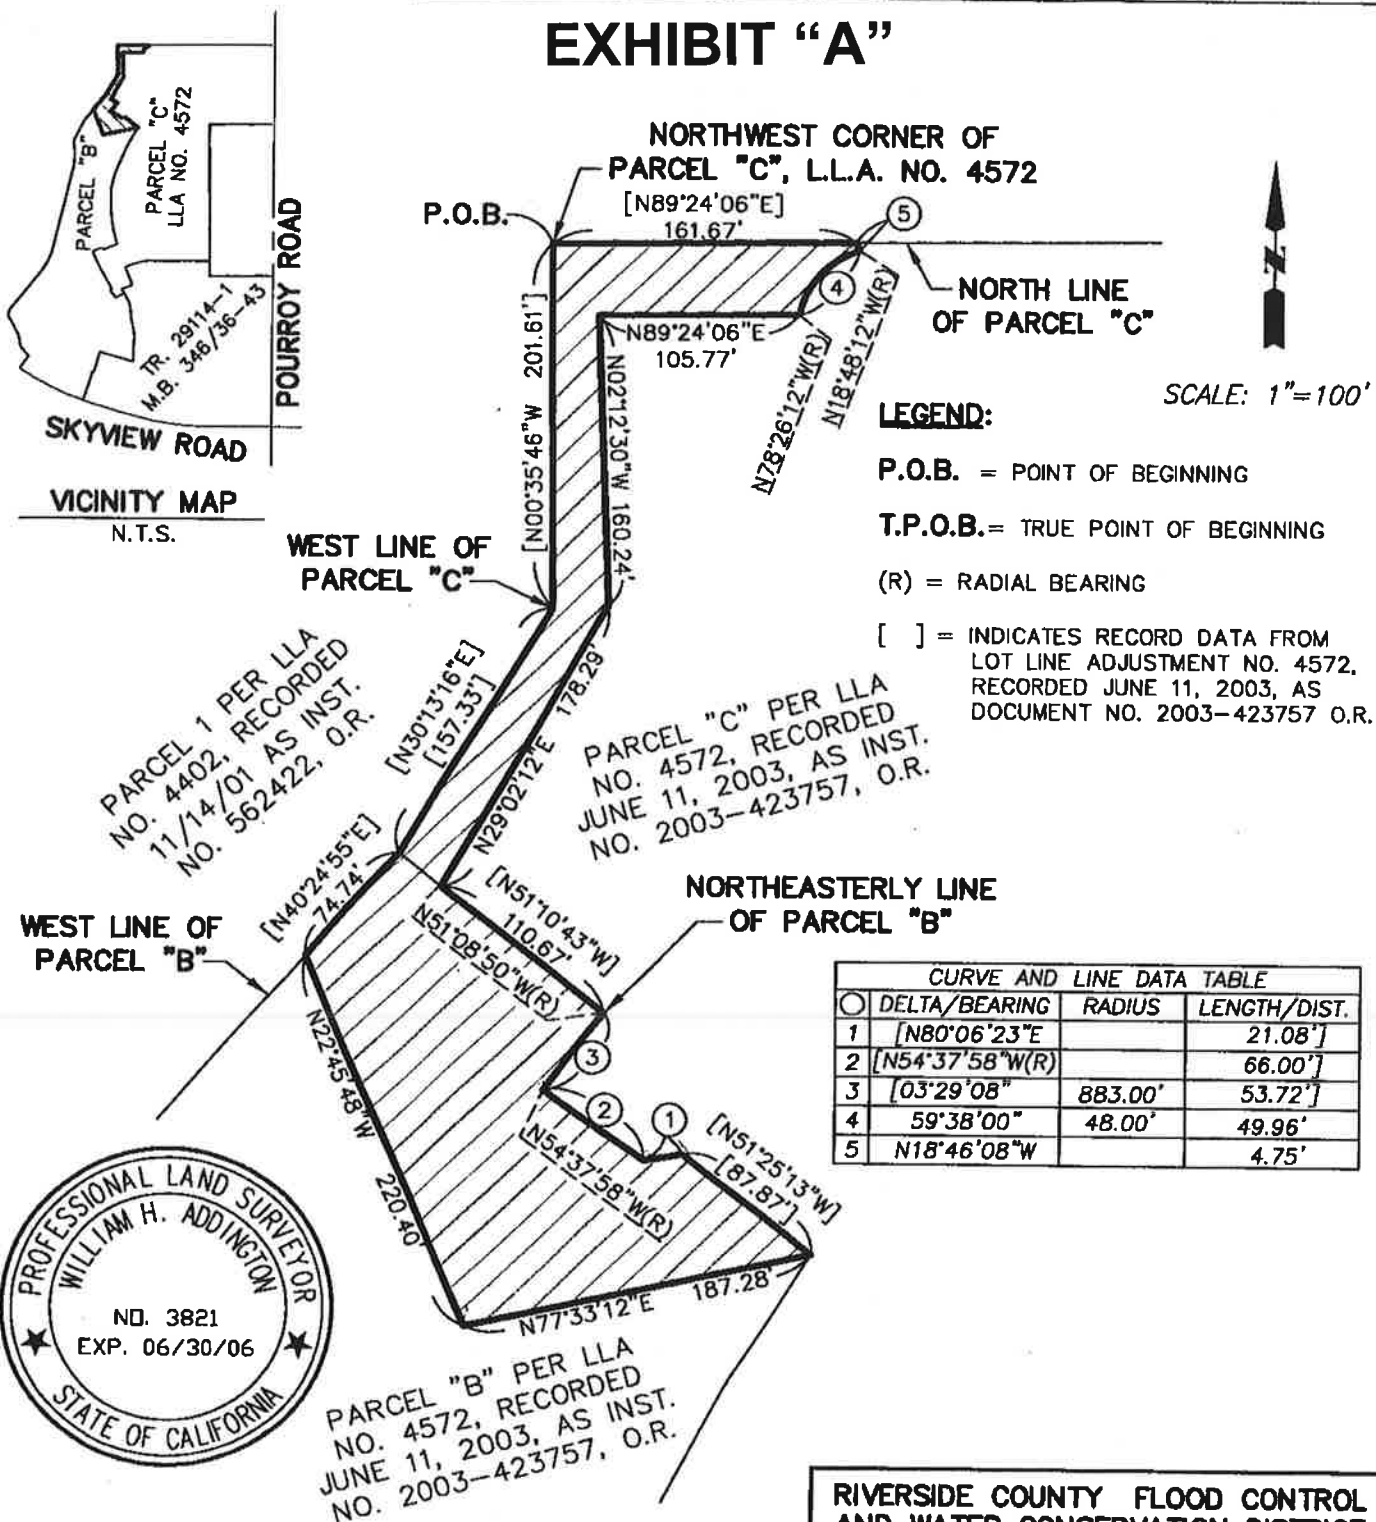 EXHIBIT “A”
PARCEL "B"
PARCEL "C"
LLA NO. 4572
TR. 29114-1
M.B. 346/36-43
POURROY ROAD
SKYVIEW ROAD
VICINITY MAP
N.T.S.
NORTHWEST CORNER OF
PARCEL "C", L.L.A. NO. 4572
P.O.B.
[N89°24'06"E]
161.67'
5
4
N89°24'06"E
105.77'
N78°26'12"W(R)
N18°48'12"W(R)
NORTH LINE
OF PARCEL "C"
N
SCALE: 1"=100'
[N00°35'46"W 201.61']
N02°12'30"W 160.24'
LEGEND:
P.O.B. = POINT OF BEGINNING
T.P.O.B.= TRUE POINT OF BEGINNING
(R) = RADIAL BEARING
[ ] = INDICATES RECORD DATA FROM
LOT LINE ADJUSTMENT NO. 4572,
RECORDED JUNE 11, 2003, AS
DOCUMENT NO. 2003-423757 O.R.
WEST LINE OF
PARCEL "C"
[N30°13'16"E]
[157.33']
N29°02'12"E 178.29'
PARCEL 1 PER LLA
NO. 4402, RECORDED
11/14/01 AS INST.
NO. 562422, O.R.
PARCEL "C" PER LLA
NO. 4572, RECORDED
JUNE 11, 2003, AS INST.
NO. 2003-423757, O.R.
[N40°24'55"E]
74.74'
WEST LINE OF
PARCEL "B"
[N51°10'43"W]
110.67'
N51°08'50"W(R)
NORTHEASTERLY LINE
OF PARCEL "B"
3
2
1
N54°37'58"W(R)
[N51°25'13"W]
[87.87']
N22°45'48"W
220.40'
N77°33'12"E 187.28'
CURVE AND LINE DATA TABLE
DELTA/BEARING RADIUS LENGTH/DIST.
1 [N80°06'23"E 21.08']
2 [N54°37'58"W(R) 66.00']
3 [03°29'08" 883.00' 53.72']
4 59°38'00" 48.00' 49.96'
5 N18°46'08"W 4.75'
PROFESSIONAL LAND SURVEYOR
WILLIAM H. ADDINGTON
NO. 3821
EXP. 06/30/06
STATE OF CALIFORNIA
PARCEL "B" PER LLA
NO. 4572, RECORDED
JUNE 11, 2003, AS INST.
NO. 2003-423757, O.R.
RIVERSIDE COUNTY FLOOD CONTROL
AND WATER CONSERVATION DISTRICT